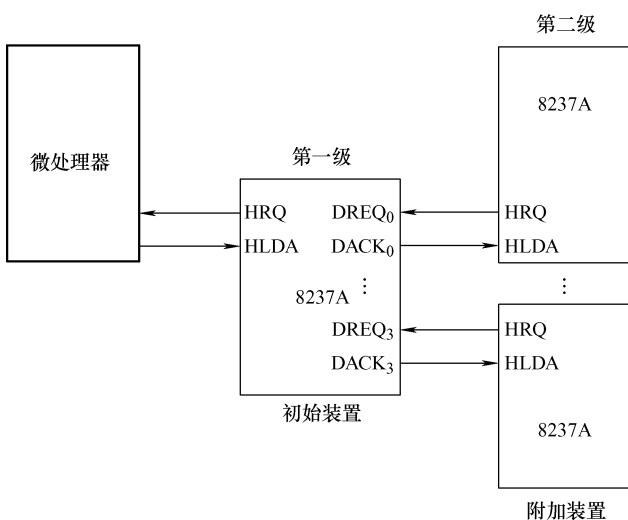 第二级
8237A
微处理器
第一级
HRQ DREQ₀ HRQ
HLDA DACK₀ HLDA
8237A ⋮ ⋮
DREQ₃ HRQ
DACK₃ HLDA
初始装置
8237A
附加装置